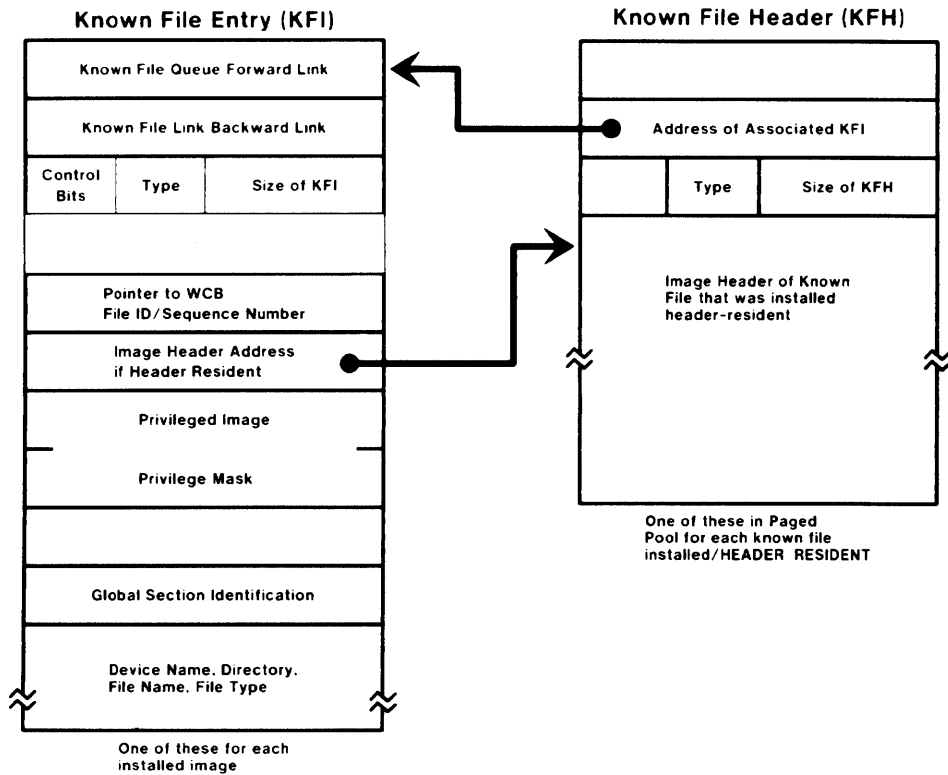 Known File Entry (KFI)
Known File Queue Forward Link
Known File Link Backward Link
Control
Bits
Type
Size of KFI
Pointer to WCB
File ID/Sequence Number
Image Header Address
if Header Resident
Privileged Image
Privilege Mask
Global Section Identification
Device Name, Directory,
File Name, File Type
One of these for each
installed image
Known File Header (KFH)
Address of Associated KFI
Type
Size of KFH
Image Header of Known
File that was installed
header-resident
One of these in Paged
Pool for each known file
installed/HEADER RESIDENT